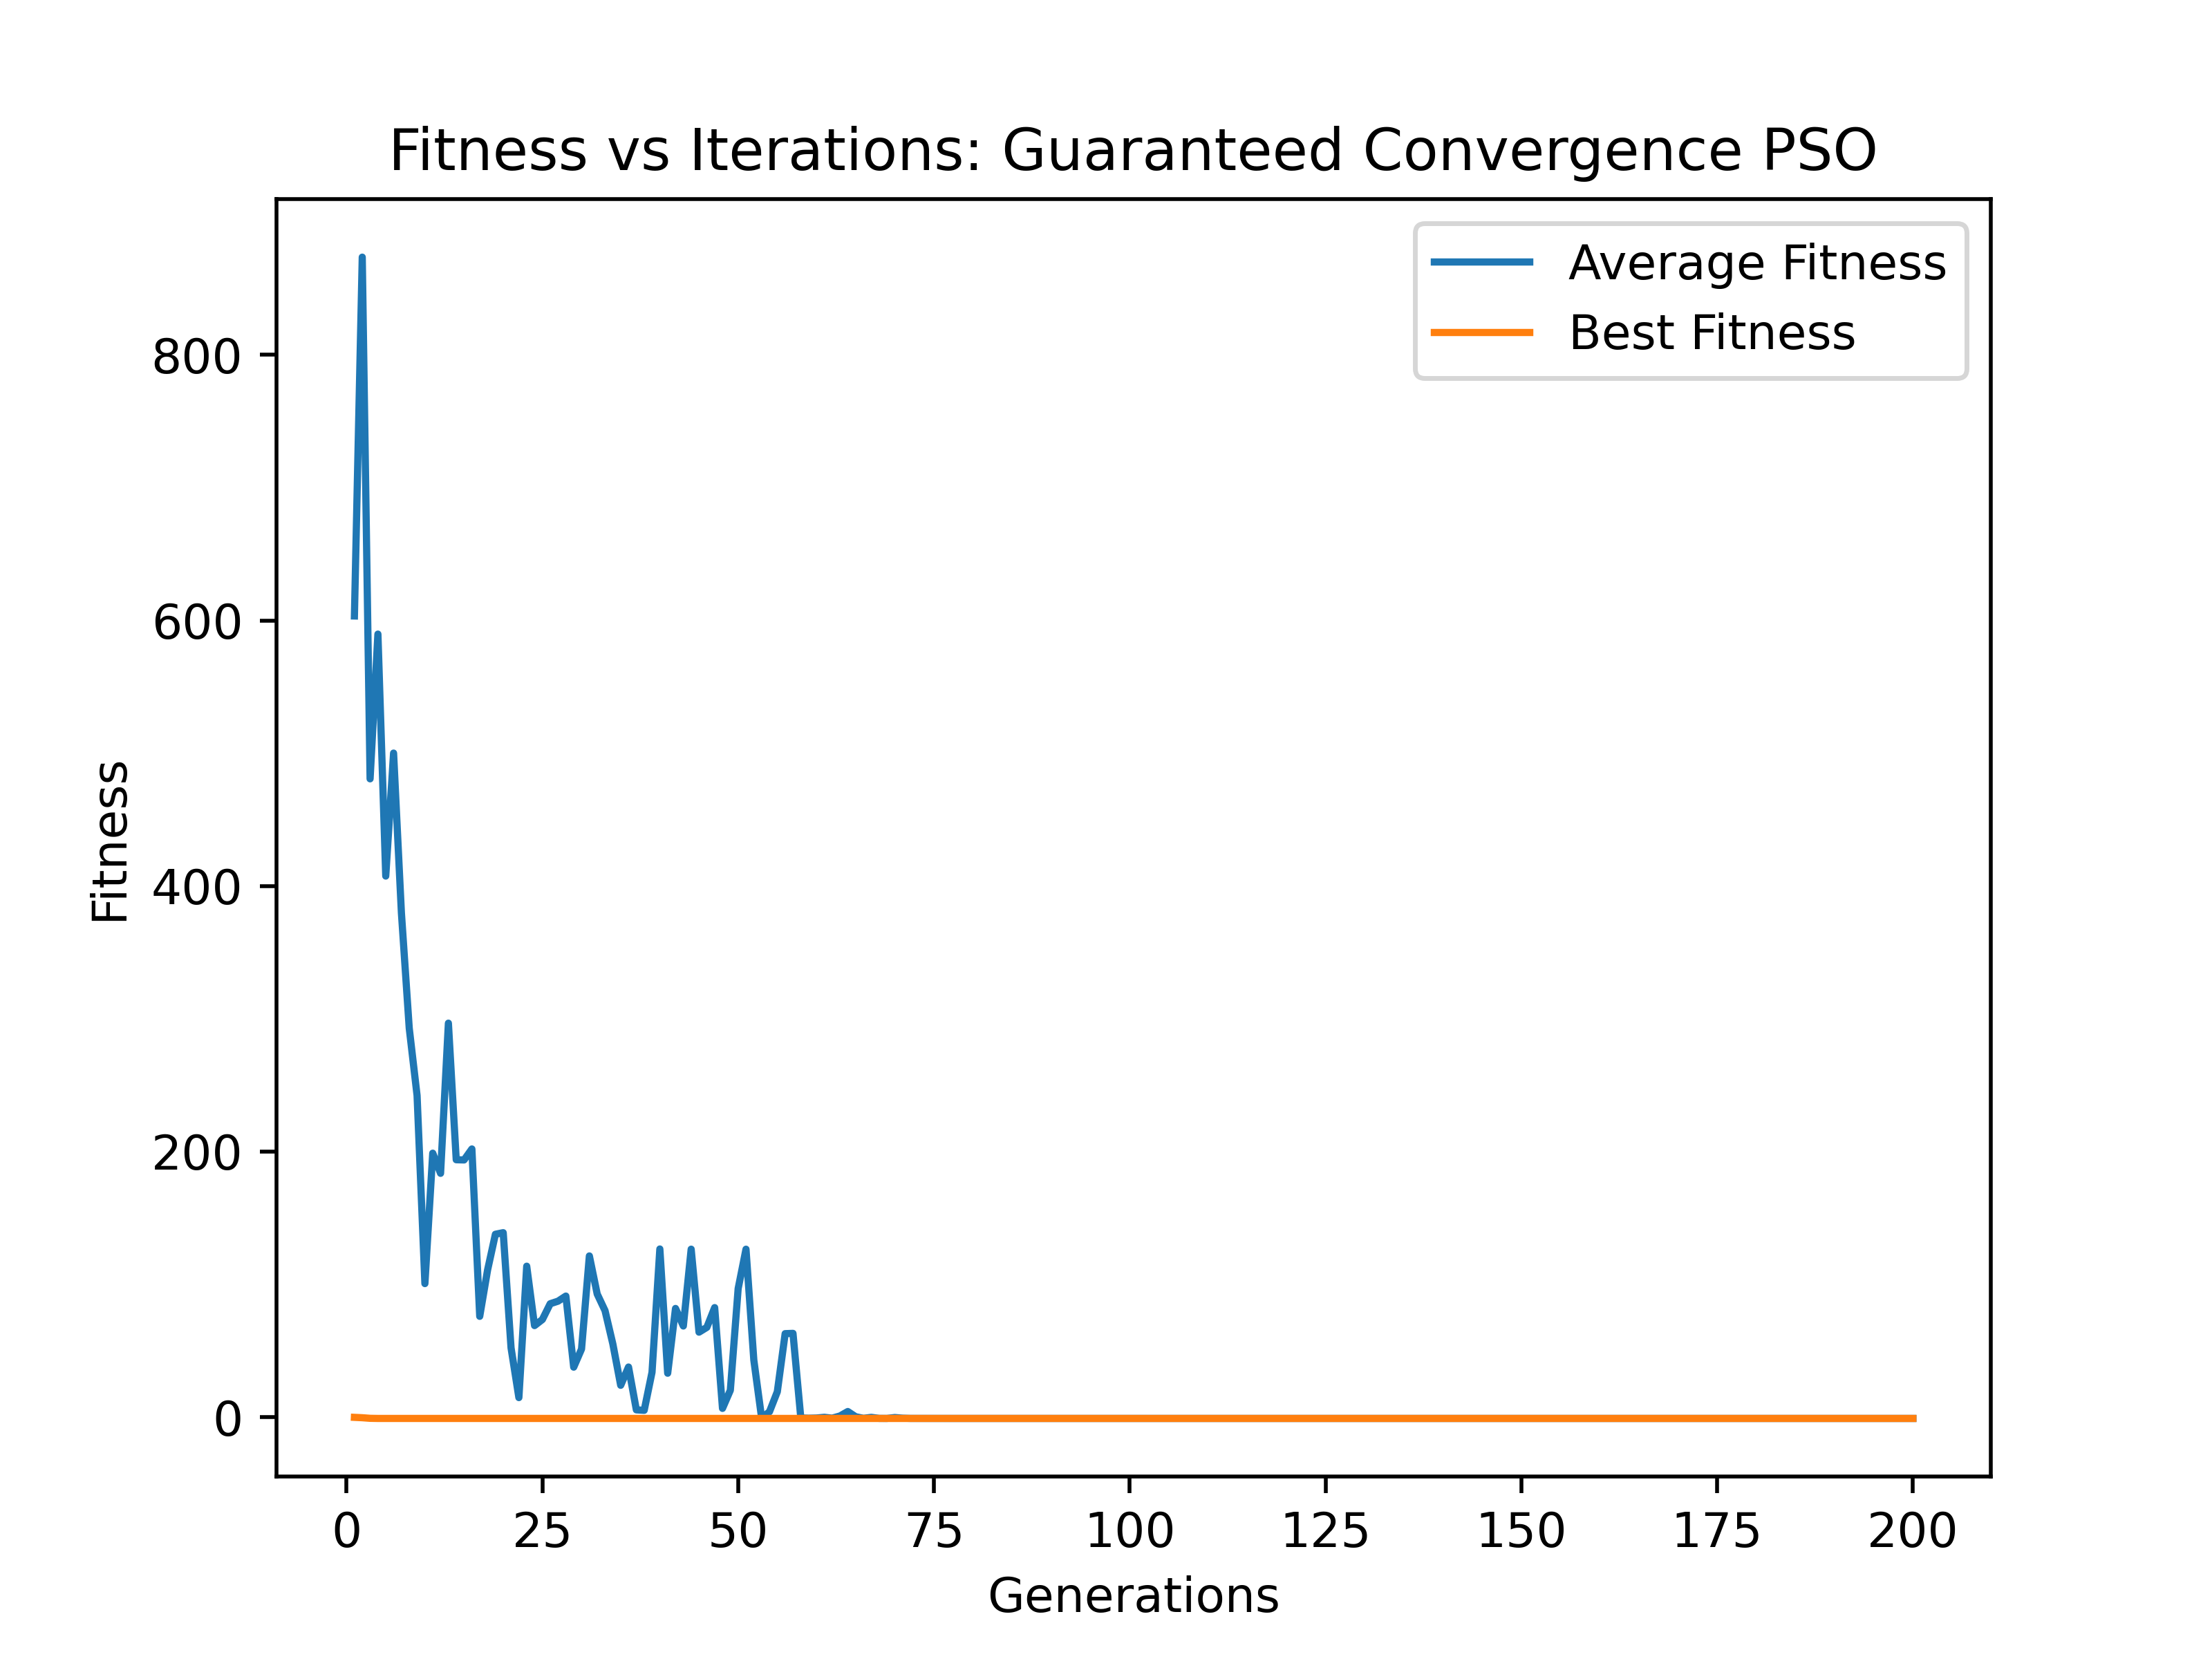 Fitness vs Iterations: Guaranteed Convergence PSO
Average Fitness
Best Fitness
800
600
400
200
0
Fitness
0 25 50 75 100 125 150 175 200
Generations